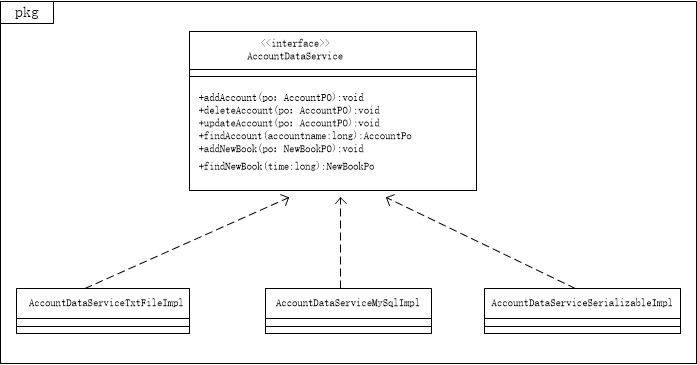 pkg
<<interface>>
AccountDataService
+addAccount(po: AccountPO):void
+deleteAccount(po: AccountPO):void
+updateAccount(po: AccountPO):void
+findAccount(accountname:long):AccountPo
+addNewBook(po: NewBookPO):void
+findNewBook(time:long):NewBookPo
AccountDataServiceTxtFileImpl
AccountDataServiceMySqlImpl
AccountDataServiceSerializableImpl